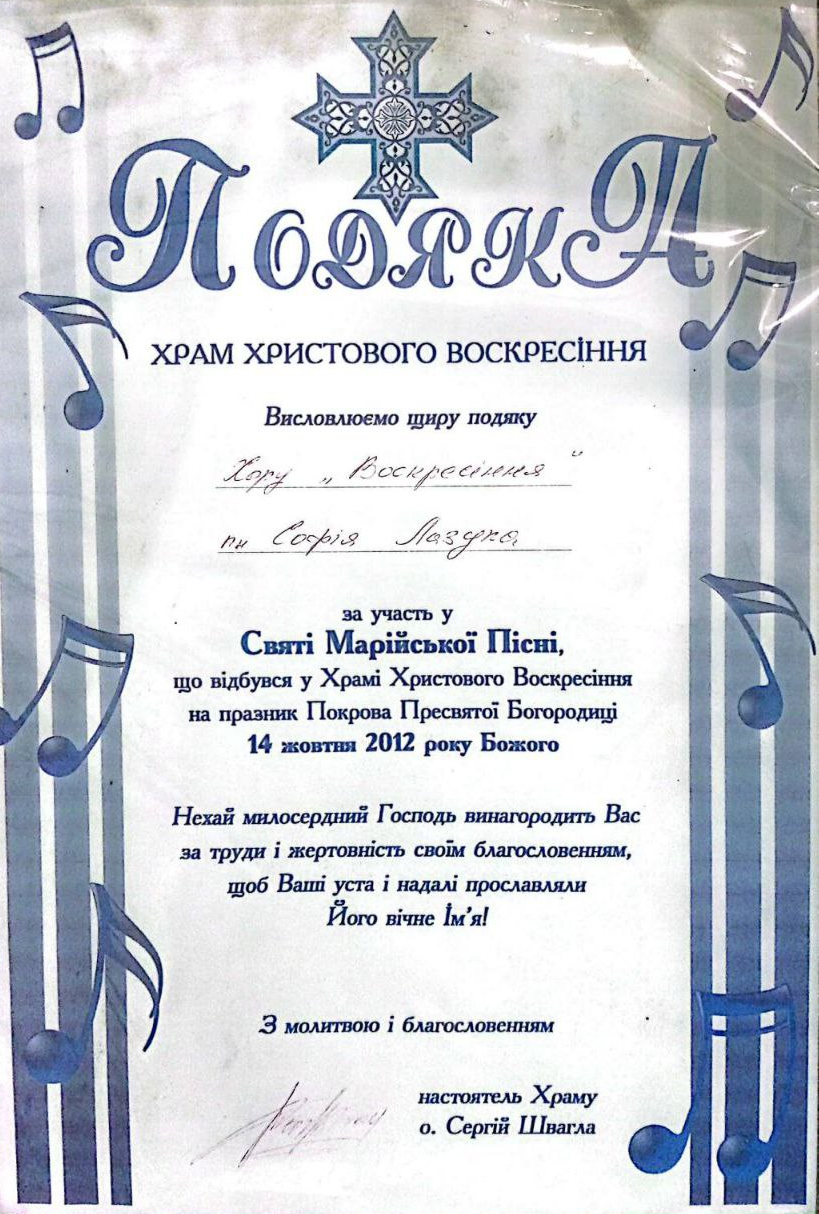 ПОДЯКА
ХРАМ ХРИСТОВОГО ВОСКРЕСІННЯ
Висловлюємо щиру подяку
Хору „Воскресіння"
пн Софія Лазука
за участь у
Святі Марійської Пісні,
що відбувся у Храмі Христового Воскресіння
на празник Покрова Пресвятої Богородиці
14 жовтня 2012 року Божого
Нехай милосердний Господь винагородить Вас
за труди і жертовність своїм благословенням,
щоб Ваші уста і надалі прославляли
Його вічне Ім'я!
З молитвою і благословенням
настоятель Храму
о. Сергій Швагла